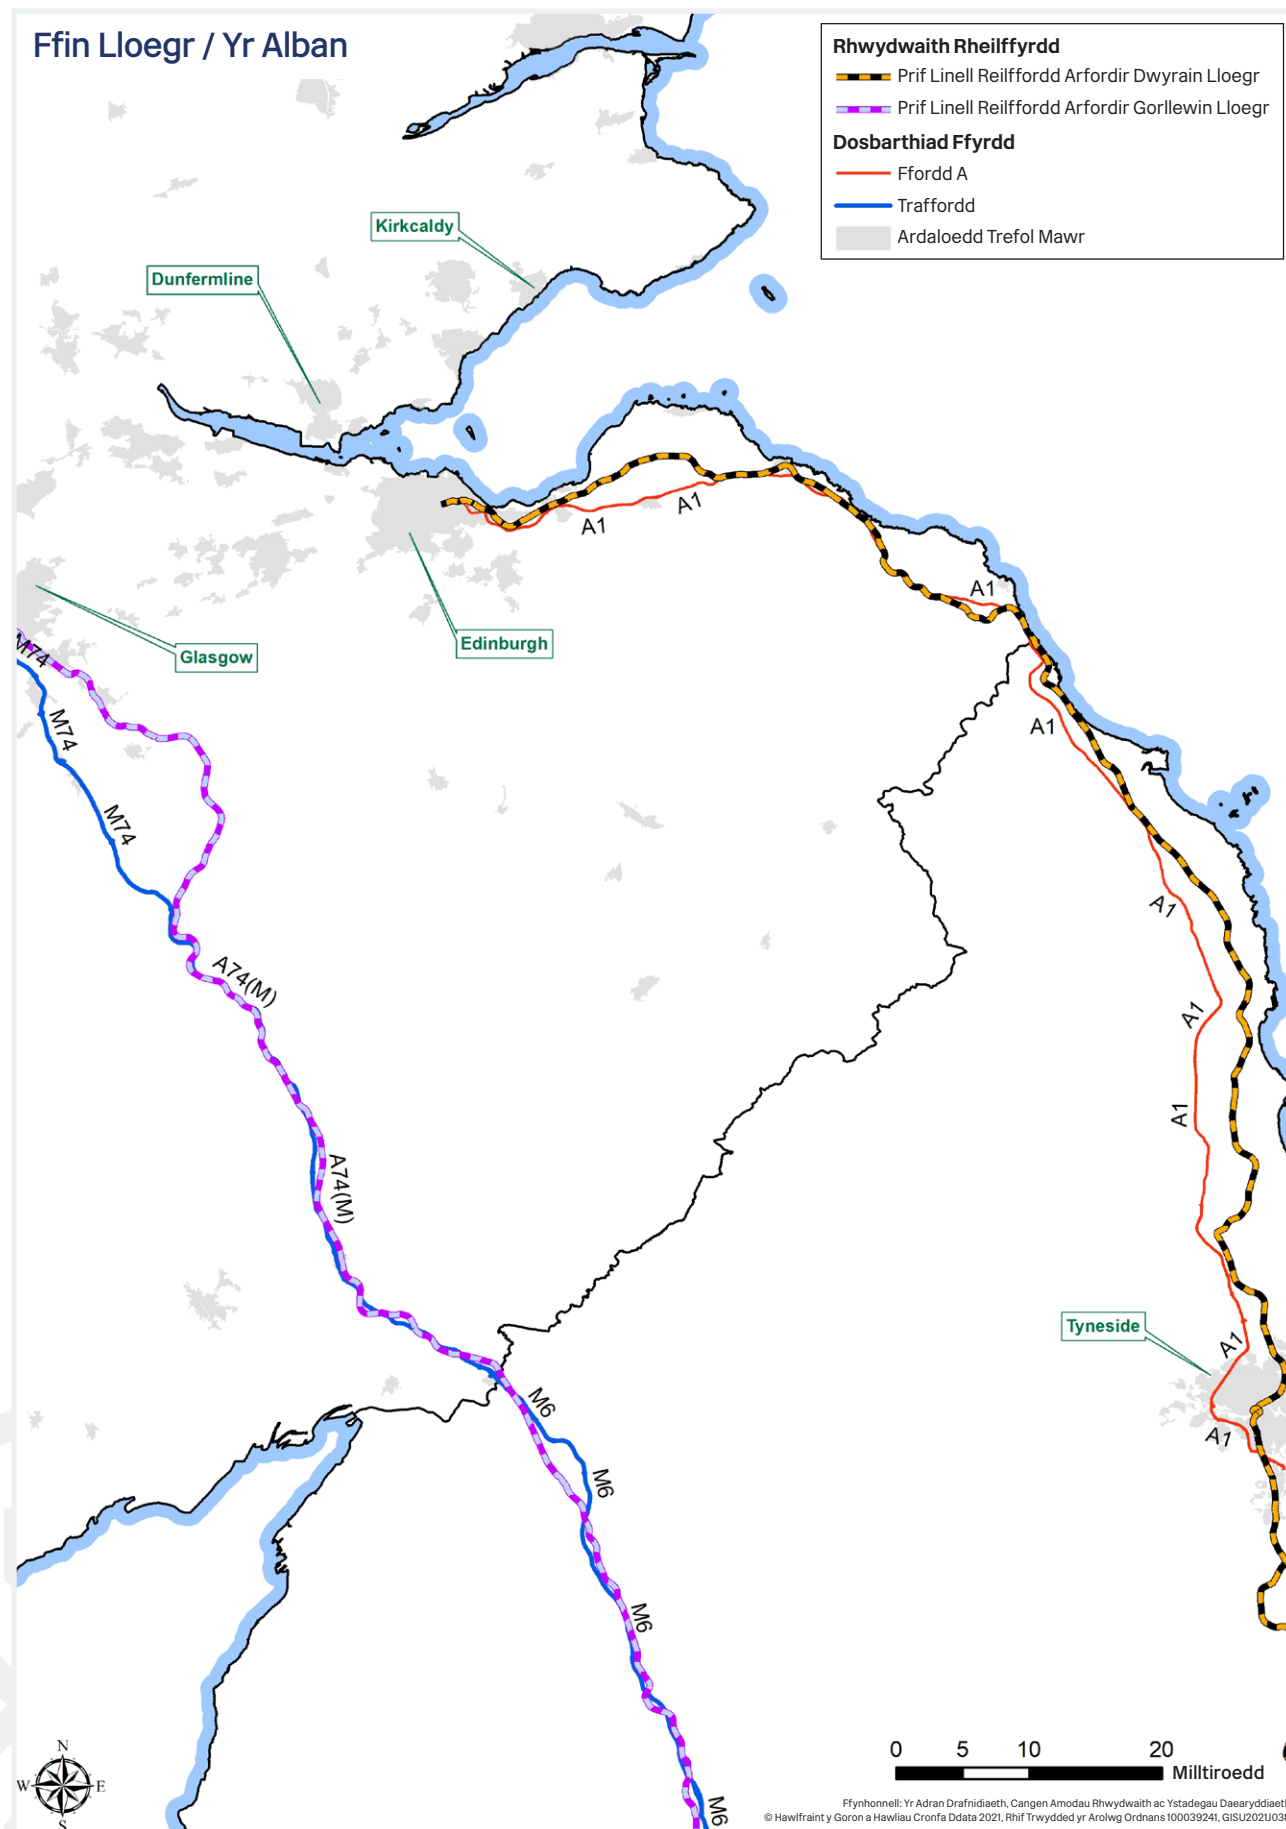 Ffin Lloegr / Yr Alban
Rhwydwaith Rheilffyrdd
Prif Linell Reilffordd Arfordir Dwyrain Lloegr
Prif Linell Reilffordd Arfordir Gorllewin Lloegr
Dosbarthiad Ffyrdd
Ffordd A
Traffordd
Ardaloedd Trefol Mawr
Kirkcaldy
Dunfermline
A1
A1
A1
Edinburgh
Glasgow
M74
M74
A1
M74
A1
A74(M)
A1
A1
A74(M)
Tyneside
A1
M6
A1
M6
M6
N
W
E
S
0 5 10 20
Milltiroedd
M6
Ffynhonnell: Yr Adran Drafnidiaeth, Cangen Amodau Rhwydwaith ac Ystadegau Daearyddiaeth
© Hawlfraint y Goron a Hawliau Cronfa Ddata 2021, Rhif Trwydded yr Arolwg Ordnans 100039241, GISU2021J038